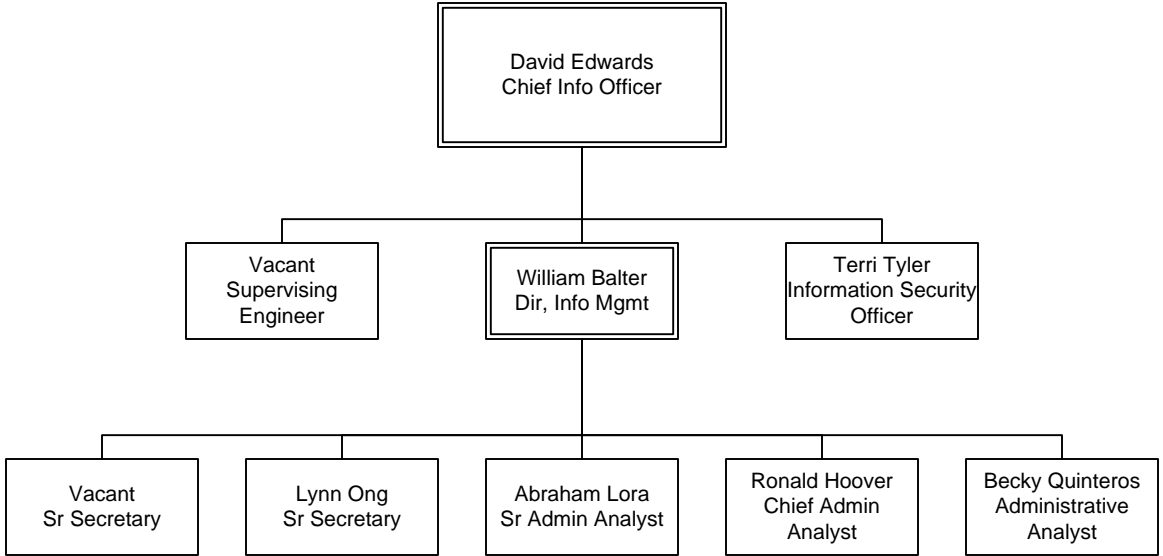 David Edwards
Chief Info Officer
Vacant
Supervising
Engineer
William Balter
Dir, Info Mgmt
Terri Tyler
Information Security
Officer
Vacant
Sr Secretary
Lynn Ong
Sr Secretary
Abraham Lora
Sr Admin Analyst
Ronald Hoover
Chief Admin
Analyst
Becky Quinteros
Administrative
Analyst